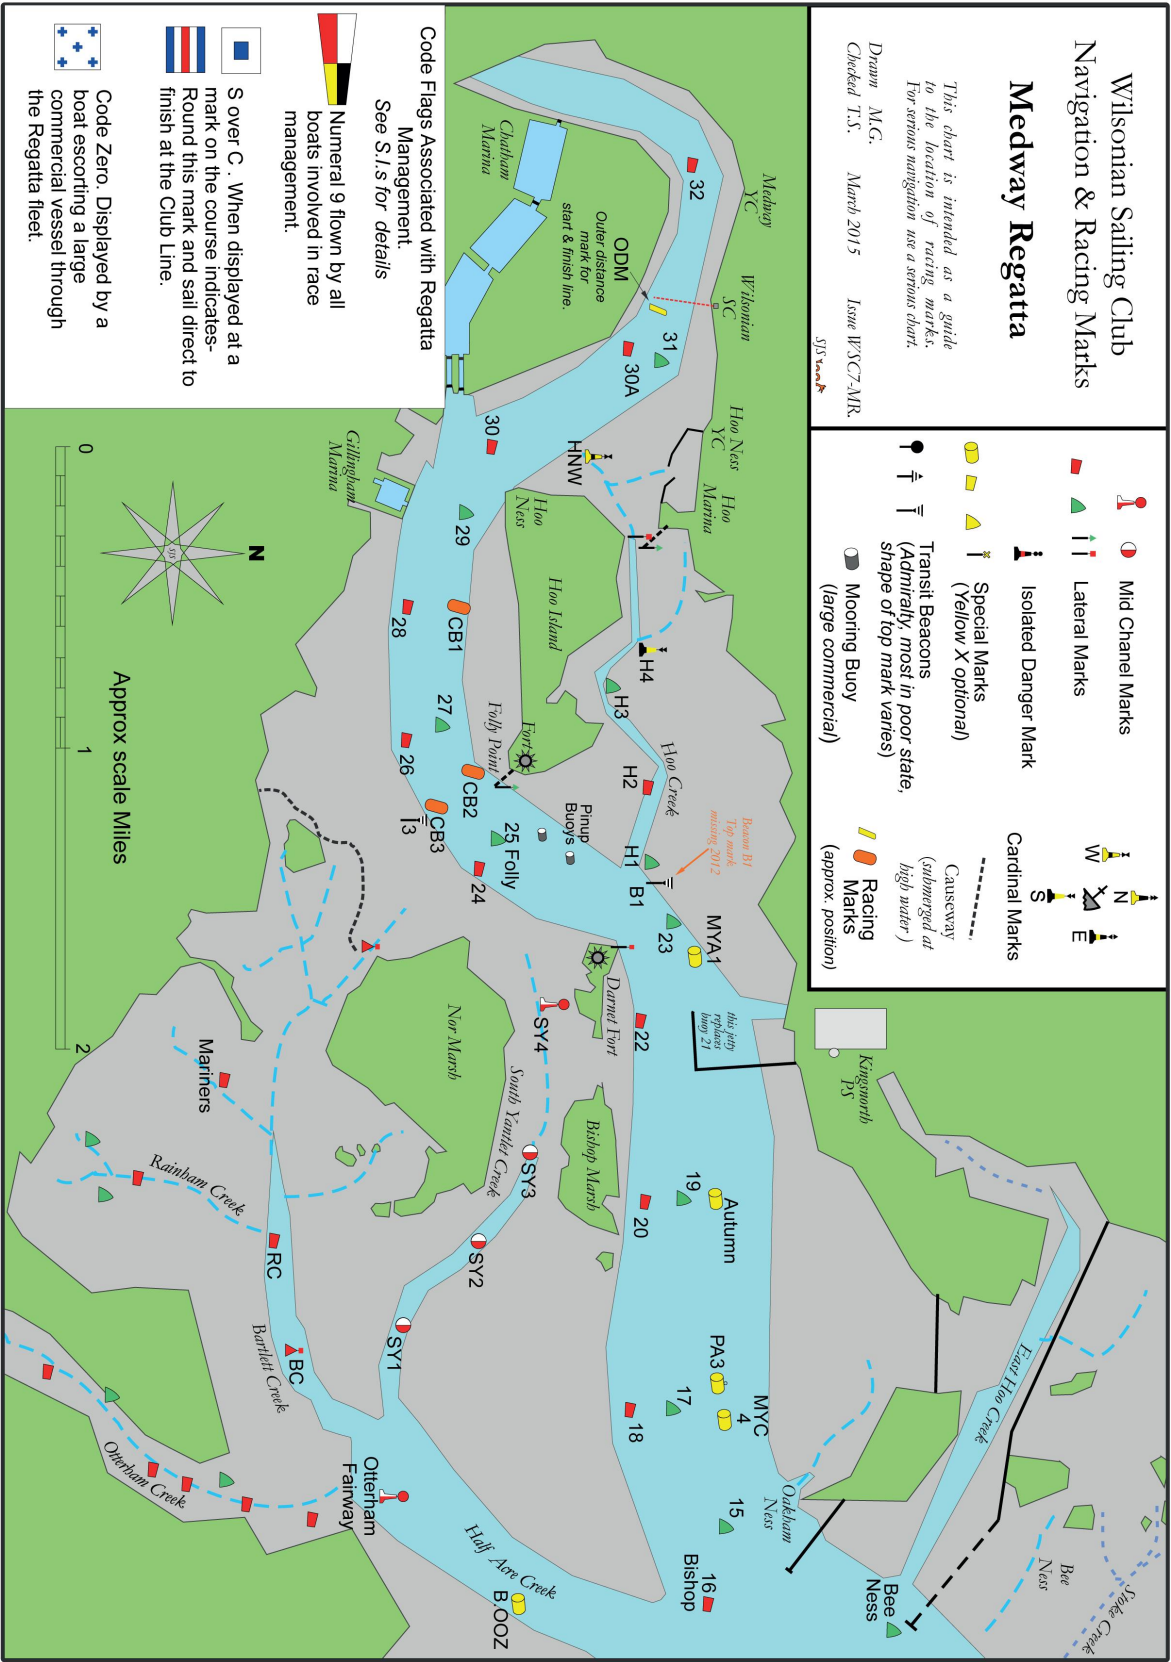 Wilsonian Sailing Club
Navigation & Racing Marks
Medway Regatta
This chart is intended as a guide
to the location of racing marks.
For serious navigation use a serious chart.
Drawn M.G.
Checked T.S. March 2015 Issue WSC7-MR.
SJS
Mid Chanel Marks
Lateral Marks
Isolated Danger Mark
Special Marks
(Yellow X optional)
Transit Beacons
(Admiralty, most in poor state,
shape of top mark varies)
Mooring Buoy
(large commercial)
N
W
E
S
Cardinal Marks
Causeway
(submerged at
high water )
Racing
Marks
(approx. position)
Code Flags Associated with Regatta
Management.
See S.I.s for details
Numeral 9 flown by all
boats involved in race
management.
S over C . When displayed at a
mark on the course indicates-
Round this mark and sail direct to
finish at the Club Line.
Code Zero. Displayed by a
boat escorting a large
commercial vessel through
the Regatta fleet.
Medway
YC
32
Chatham
Marina
ODM
Outer distance
mark for
start & finish line.
Wilsonian
SC
31
30A
30
Hoo Ness
YC
Hoo
Marina
HNW
Hoo
Ness
29
Gillingham
Marina
Hoo Island
28
CB1
H4
H3
27
26
Folly Point
Fort
Hoo Creek
H2
CB2
CB3
13
25 Folly
24
Pinup
Buoys
H1
B1
Beacon B1
Top mark
missing 2012
23
MYA1
Darnet Fort
22
this jetty
replaces
buoy 21
Kingsnorth
PS
SY4
South Yantlet Creek
Nor Marsh
Bishop Marsh
SY3
SY2
SY1
Mariners
Rainham Creek
RC
BC
Bartlett Creek
20
19
Autumn
PA3
MYC
4
17
18
Otterham
Fairway
Otterham Creek
Half Acre Creek
B.OOZ
15
16
Bishop
Oakham
Ness
East Hoo Creek
Bee
Ness
Bee
Ness
Stoke Creek
N
SJS
0
1
2
Approx scale Miles